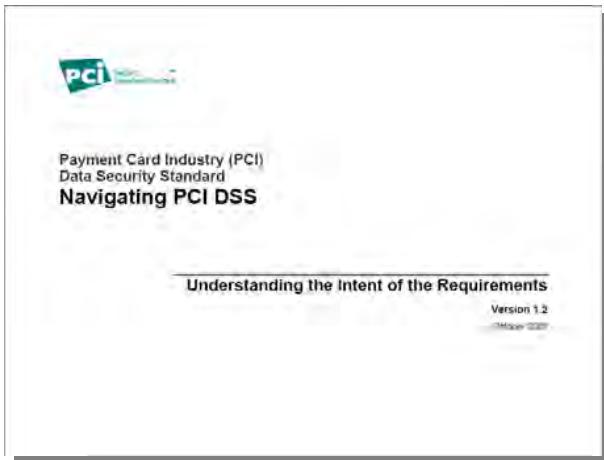 PCI
Payment Card Industry (PCI)
Data Security Standard
Navigating PCI DSS
Understanding the Intent of the Requirements
Version 1.2